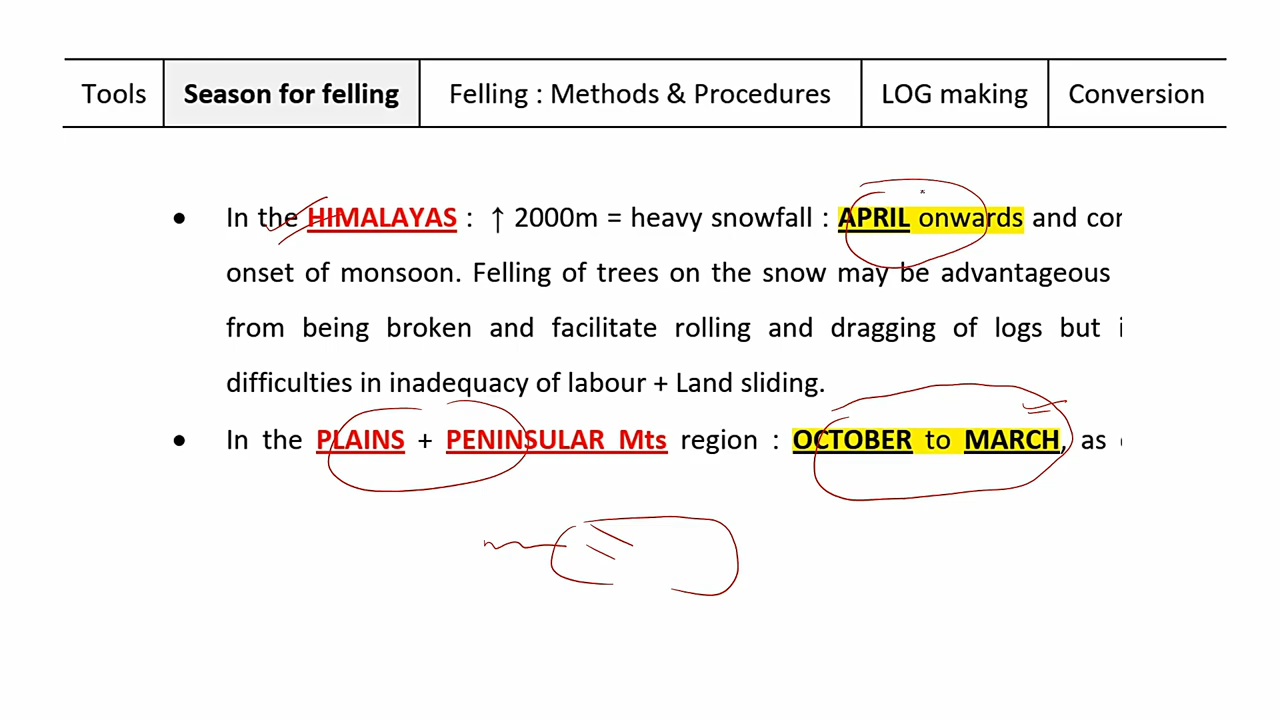 Tools Season for felling Felling : Methods & Procedures LOG making Conversion
• In the HIMALAYAS : ↑ 2000m = heavy snowfall : APRIL onwards and
onset of monsoon. Felling of trees on the snow may be advantageous
from being broken and facilitate rolling and dragging of logs but
difficulties in inadequacy of labour + Land sliding.
• In the PLAINS + PENINSULAR Mts region : OCTOBER to MARCH, as